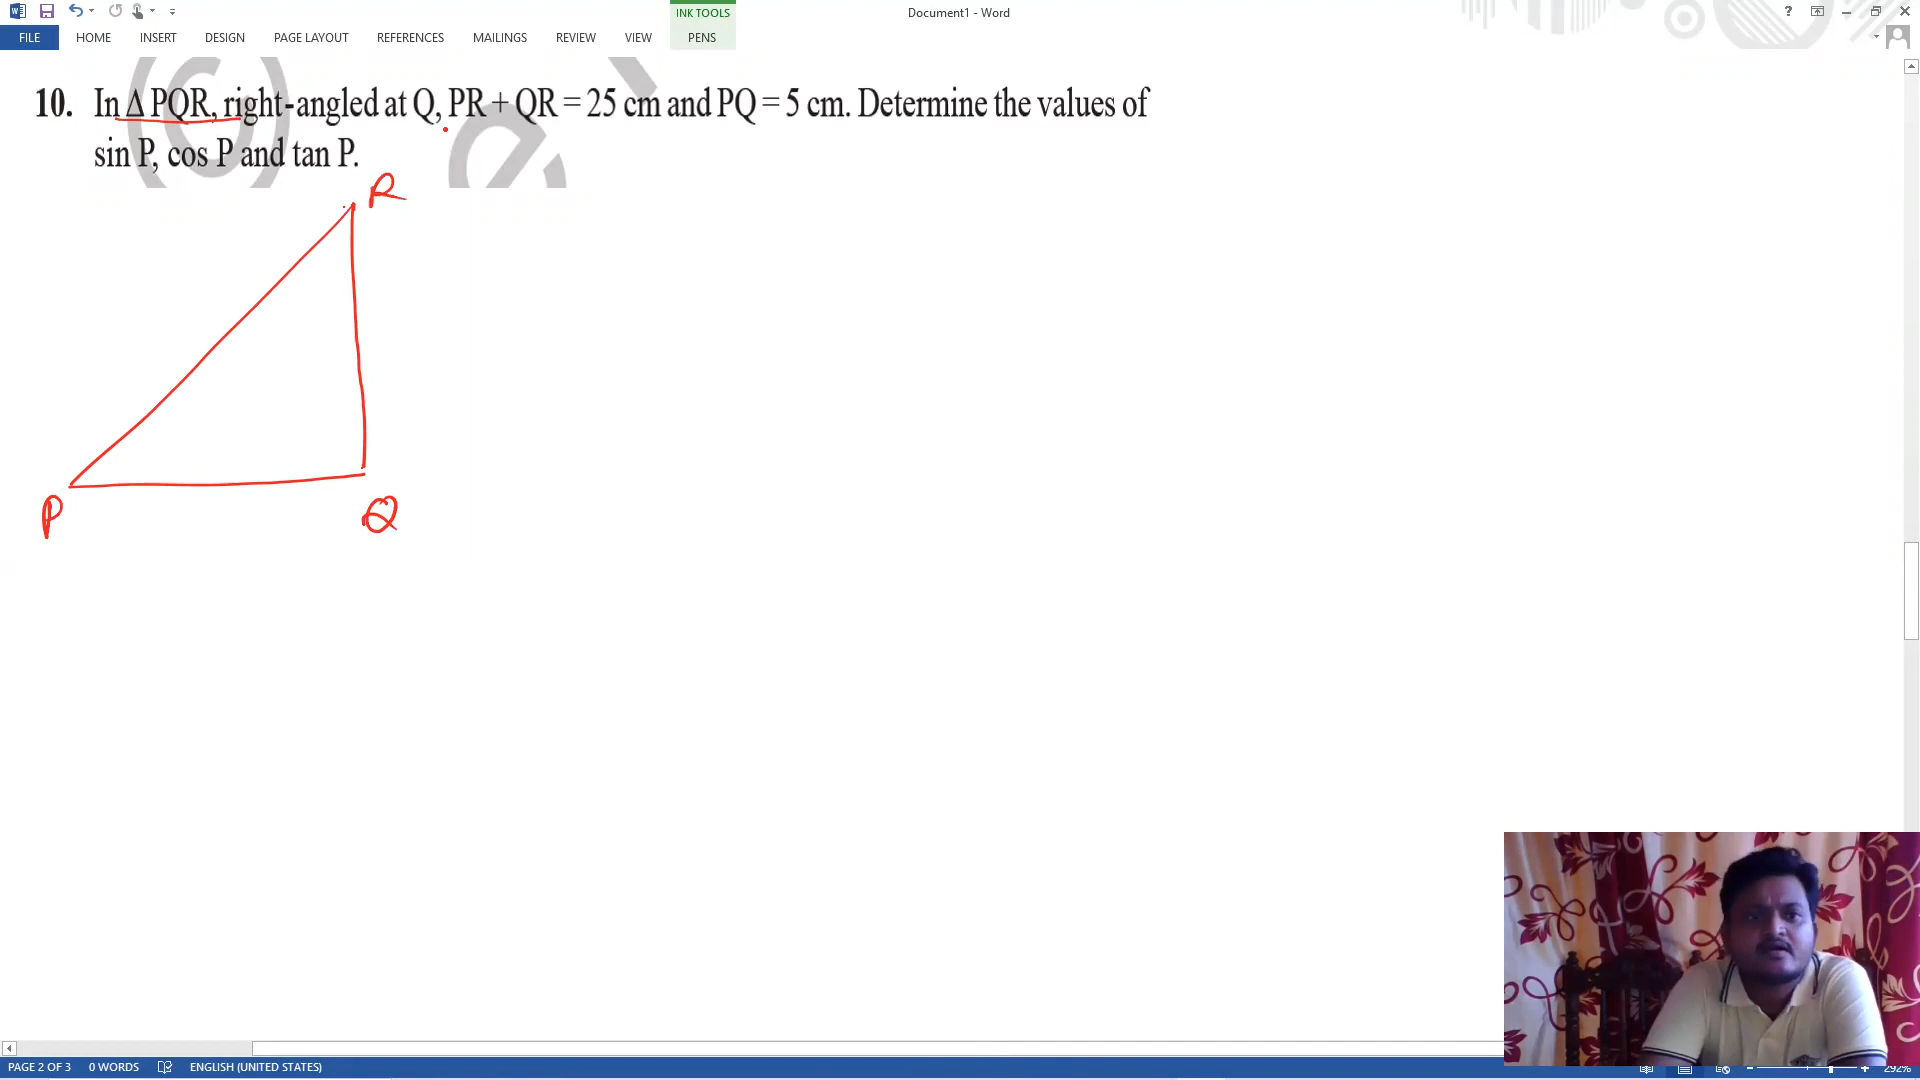 INK TOOLS
Document1 - Word
FILE HOME INSERT DESIGN PAGE LAYOUT REFERENCES MAILINGS REVIEW VIEW PENS
10. In Δ PQR, right-angled at Q, PR + QR = 25 cm and PQ = 5 cm. Determine the values of
sin P, cos P and tan P.
R
P
Q
PAGE 2 OF 3 0 WORDS ENGLISH (UNITED STATES) 292%